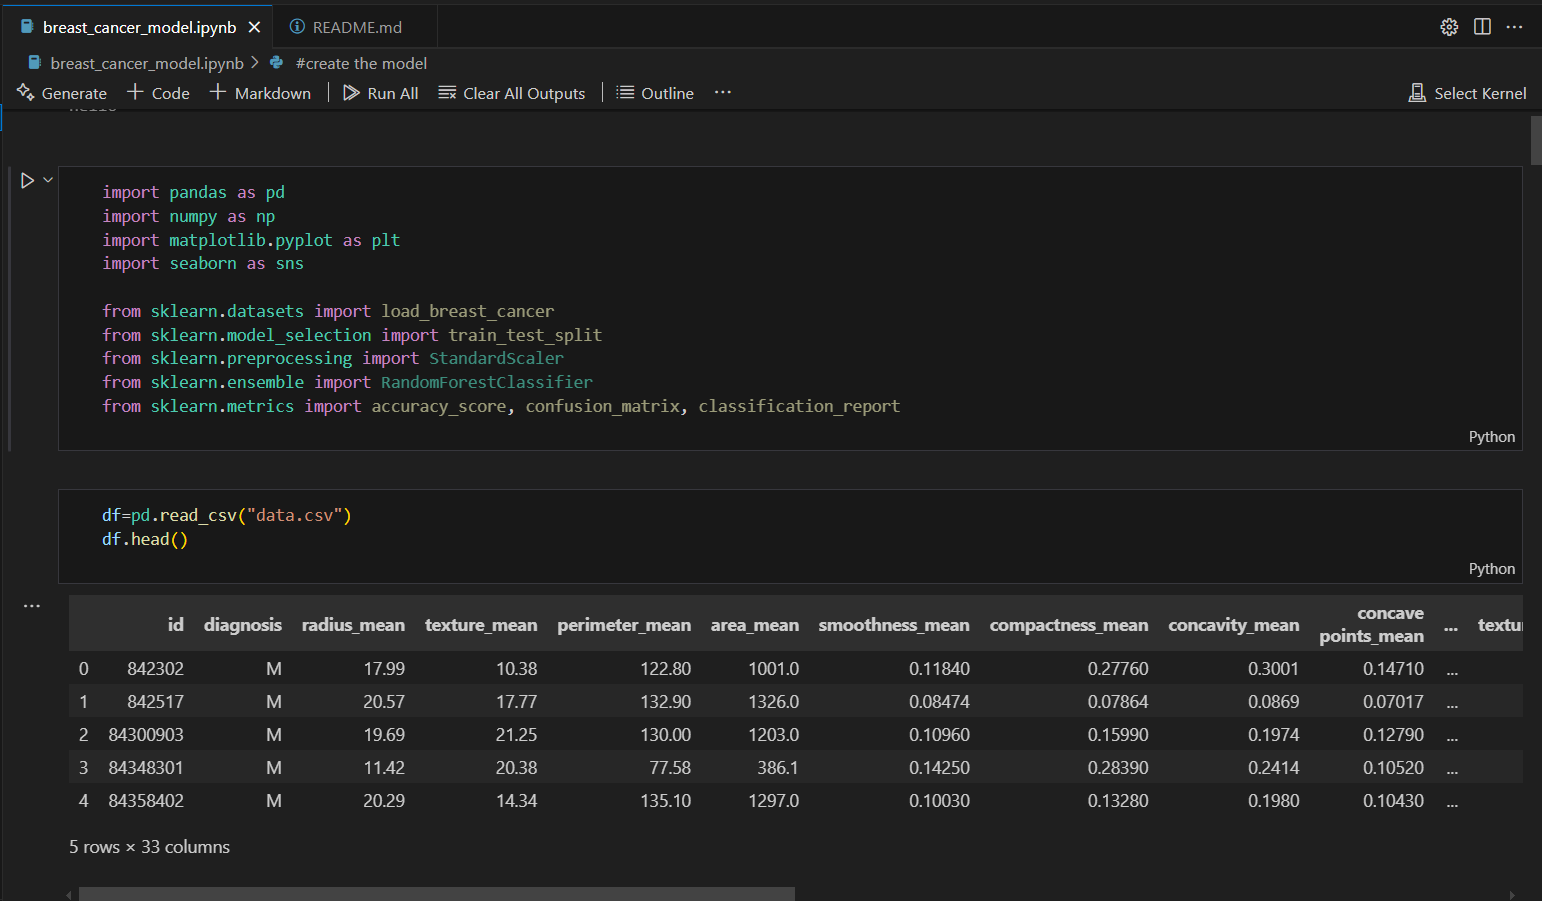 breast_cancer_model.ipynb README.md
breast_cancer_model.ipynb > #create the model
Generate + Code + Markdown | Run All Clear All Outputs | Outline ... Select Kernel
import pandas as pd
import numpy as np
import matplotlib.pyplot as plt
import seaborn as sns
from sklearn.datasets import load_breast_cancer
from sklearn.model_selection import train_test_split
from sklearn.preprocessing import StandardScaler
from sklearn.ensemble import RandomForestClassifier
from sklearn.metrics import accuracy_score, confusion_matrix, classification_report
Python
df=pd.read_csv("data.csv")
df.head()
Python
id diagnosis radius_mean texture_mean perimeter_mean area_mean smoothness_mean compactness_mean concavity_mean concave points_mean ...
0 842302 M 17.99 10.38 122.80 1001.0 0.11840 0.27760 0.3001 0.14710 ...
1 842517 M 20.57 17.77 132.90 1326.0 0.08474 0.07864 0.0869 0.07017 ...
2 84300903 M 19.69 21.25 130.00 1203.0 0.10960 0.15990 0.1974 0.12790 ...
3 84348301 M 11.42 20.38 77.58 386.1 0.14250 0.28390 0.2414 0.10520 ...
4 84358402 M 20.29 14.34 135.10 1297.0 0.10030 0.13280 0.1980 0.10430 ...
5 rows × 33 columns